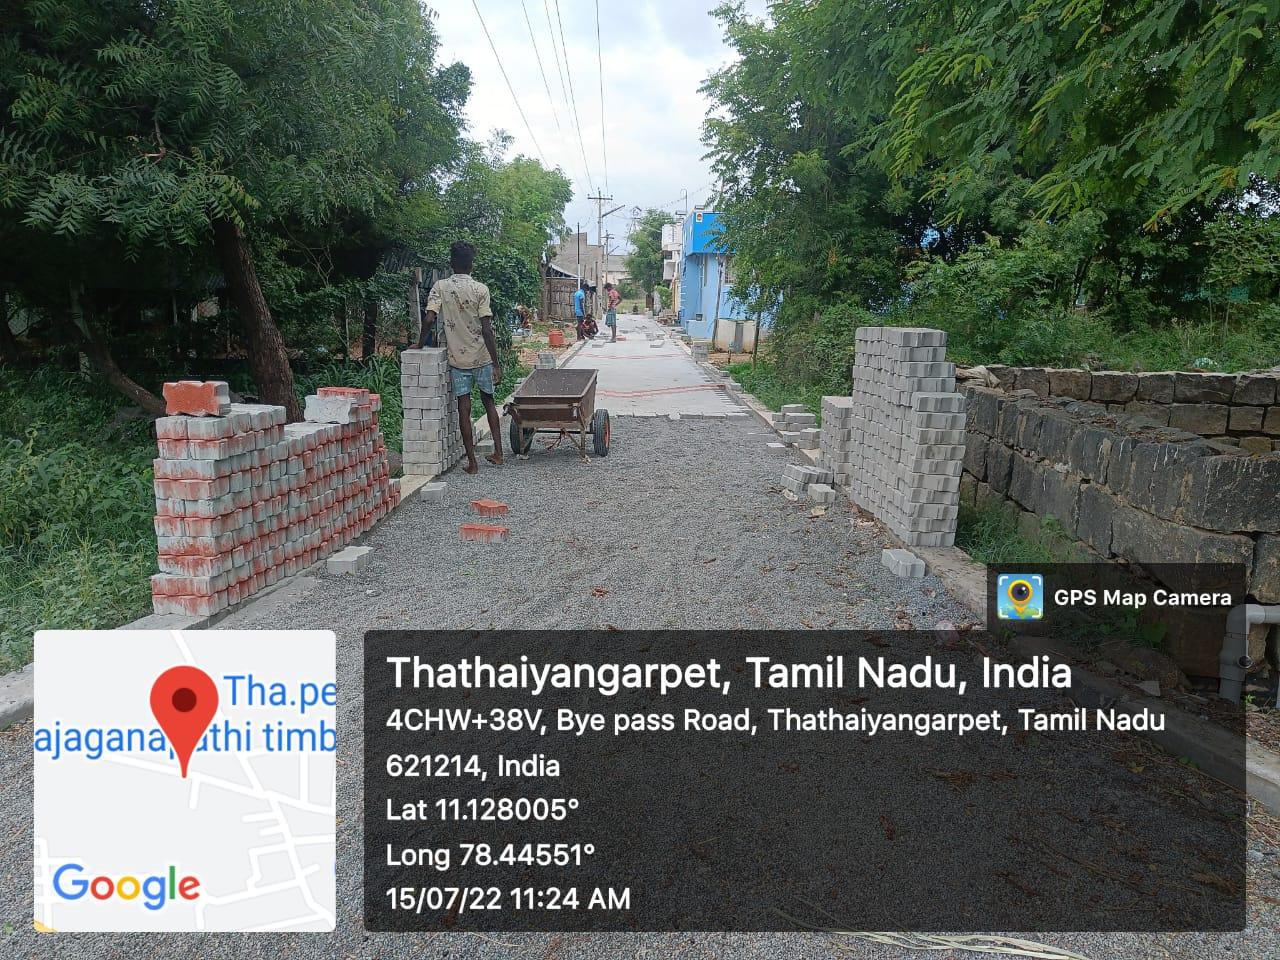 GPS Map Camera
Tha.pe
ajaganapathi timb
Google
Thathaiyangarpet, Tamil Nadu, India
4CHW+38V, Bye pass Road, Thathaiyangarpet, Tamil Nadu
621214, India
Lat 11.128005°
Long 78.44551°
15/07/22 11:24 AM